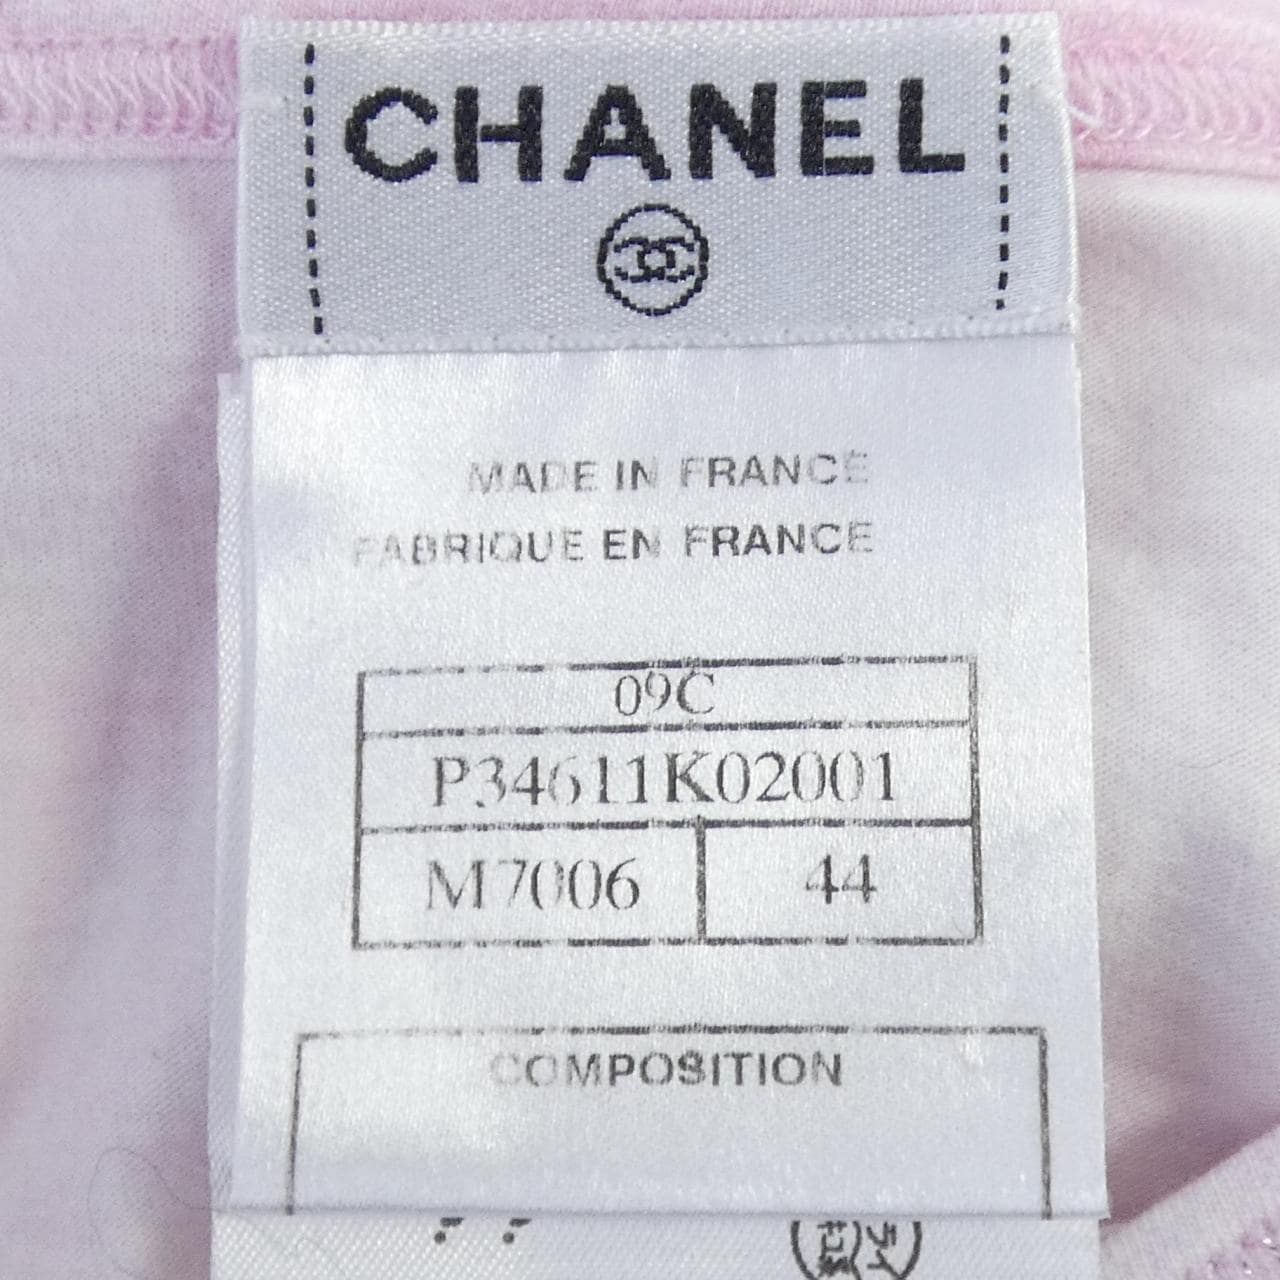 CHANEL
MADE IN FRANCE
FABRIQUE EN FRANCE
09C
P34611K02001
M7006 44
COMPOSITION